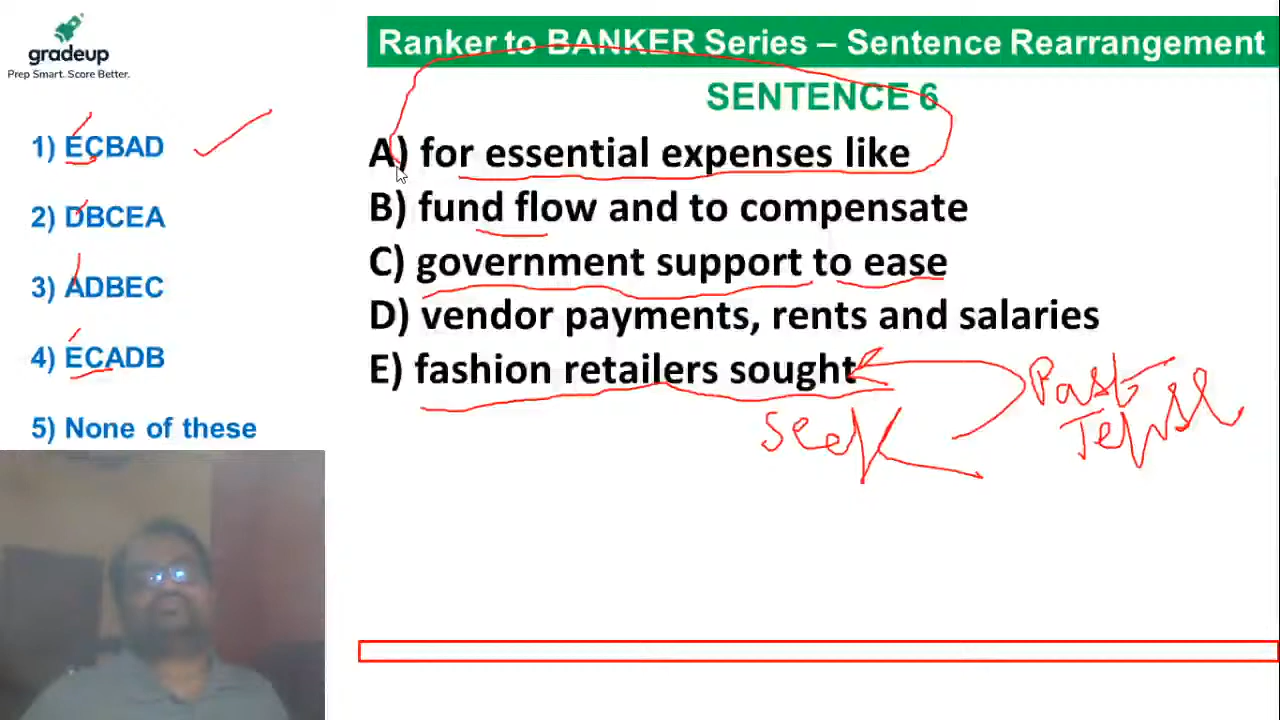 gradeup
Prep Smart. Score Better.
Ranker to BANKER Series – Sentence Rearrangement
SENTENCE 6
1) ECBAD
2) DBCEA
3) ADBEC
4) ECADB
5) None of these
A) for essential expenses like
B) fund flow and to compensate
C) government support to ease
D) vendor payments, rents and salaries
E) fashion retailers sought
Seek
Past
Tense